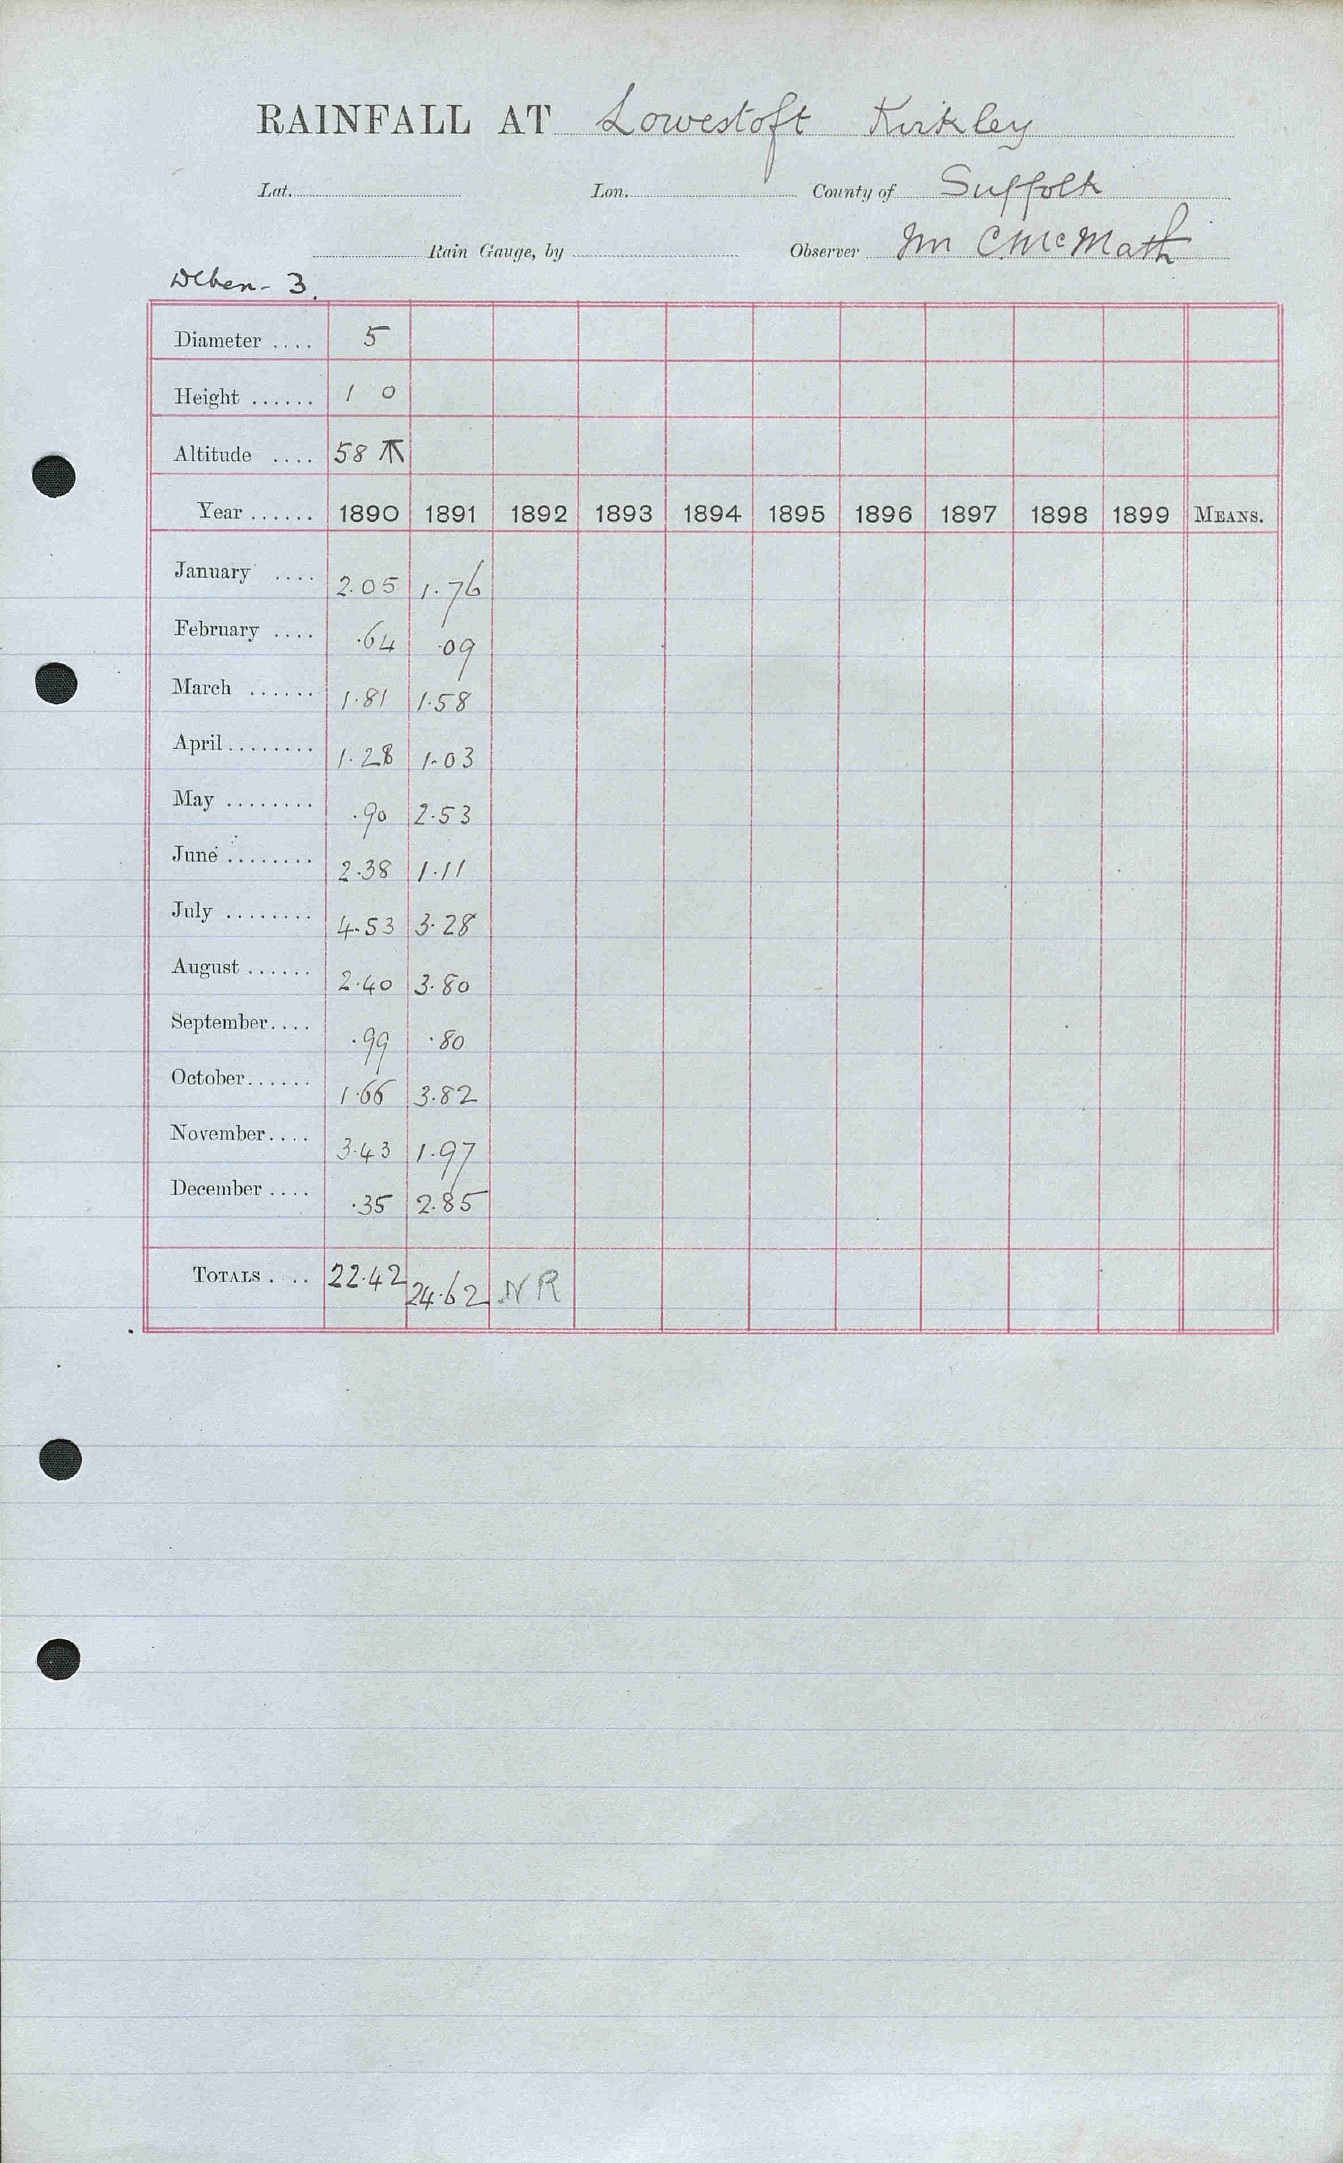 RAINFALL AT Lowestoft Kirkley
Lat. Lon. County of Suffolk
Rain Gauge, by Observer C McMath
Deben - 3.
Diameter .... 5
Height ...... 1 0
Altitude .... 58
Year ...... 1890 1891 1892 1893 1894 1895 1896 1897 1898 1899 MEANS.
January .... 2.05 1.76
February .... .64 .09
March ...... 1.81 1.58
April ........ 1.28 1.03
May ........ .90 2.53
June ........ 2.38 1.11
July ........ 4.53 3.28
August ...... 2.40 3.80
September.... .99 .80
October...... 1.66 3.82
November.... 3.43 1.97
December .... .35 2.85
TOTALS . .. 22.42 24.62 NR